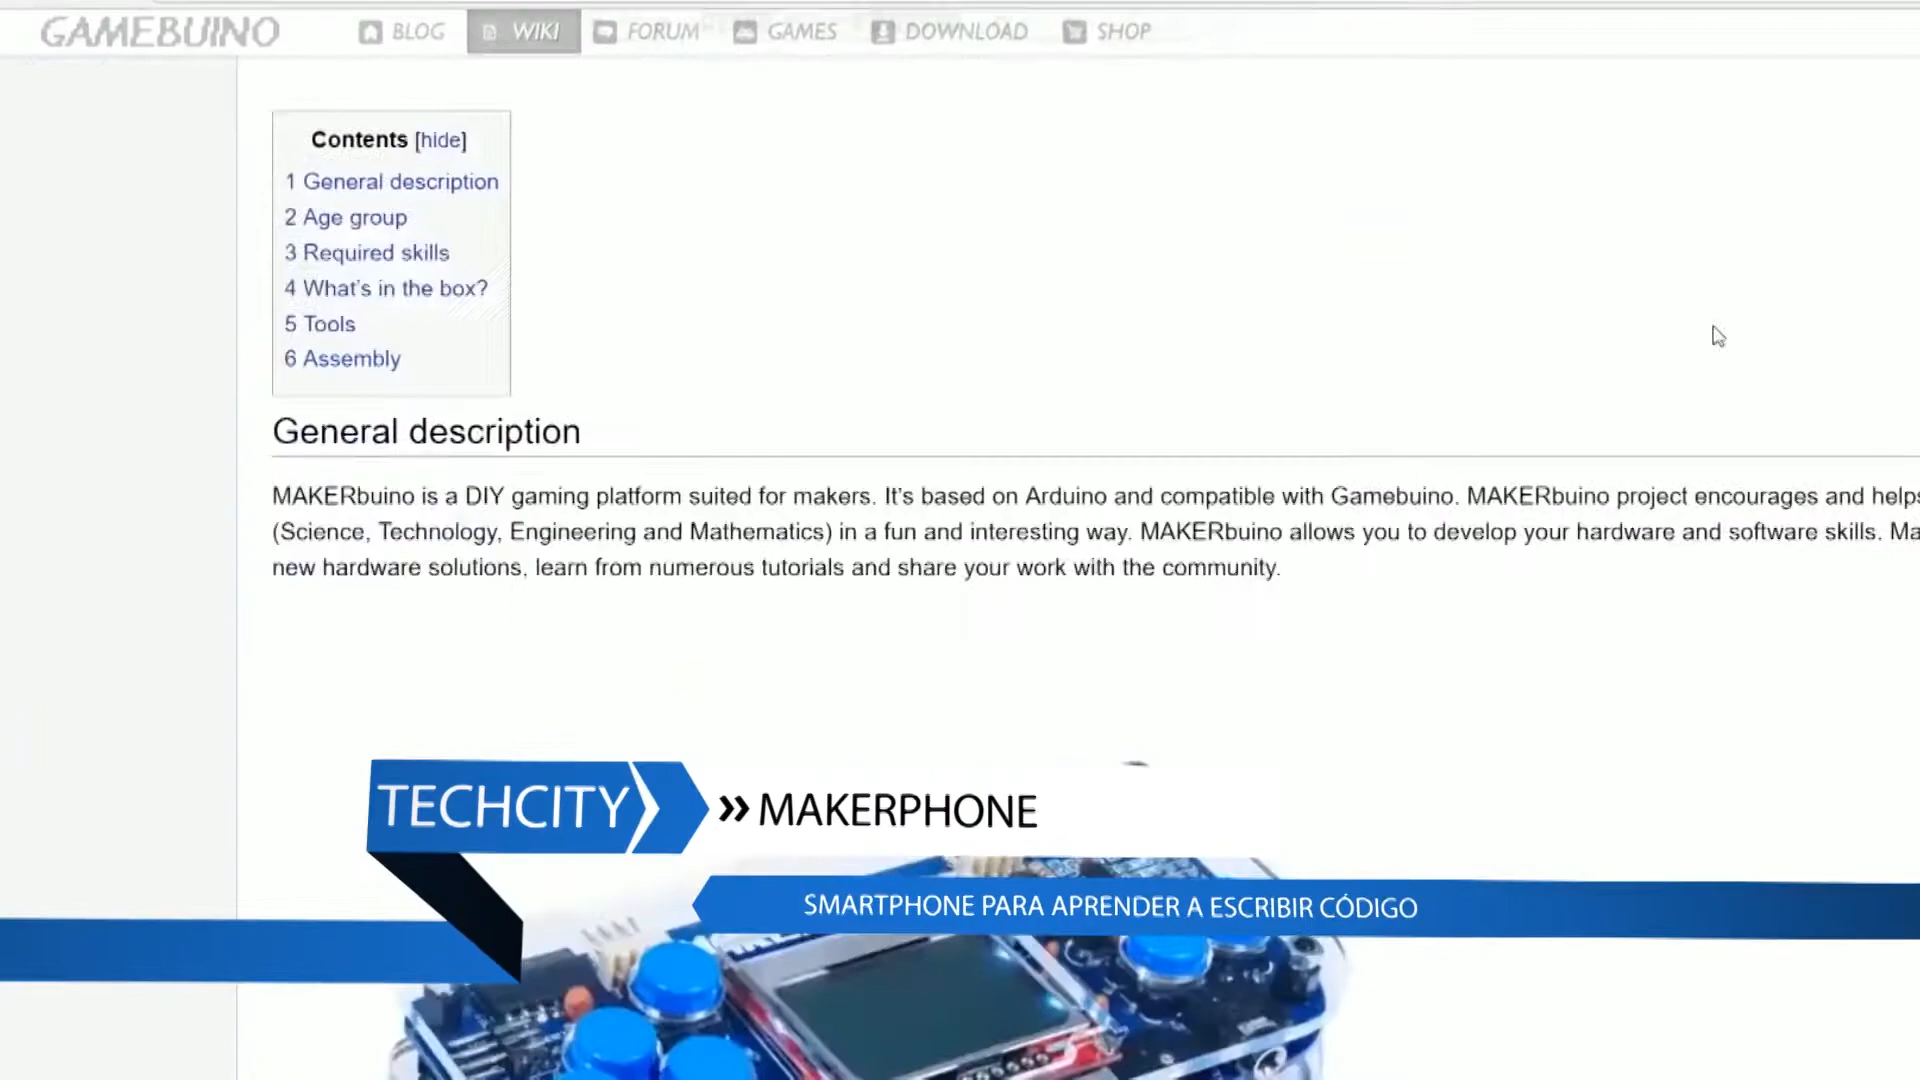 GAMEBUINO
BLOG WIKI FORUM GAMES DOWNLOAD SHOP
Contents [hide]
1 General description
2 Age group
3 Required skills
4 What's in the box?
5 Tools
6 Assembly
General description
MAKERbuino is a DIY gaming platform suited for makers. It's based on Arduino and compatible with Gamebuino. MAKERbuino project encourages and helps
(Science, Technology, Engineering and Mathematics) in a fun and interesting way. MAKERbuino allows you to develop your hardware and software skills. Ma
new hardware solutions, learn from numerous tutorials and share your work with the community.
TECHCITY
» MAKERPHONE
SMARTPHONE PARA APRENDER A ESCRIBIR CÓDIGO